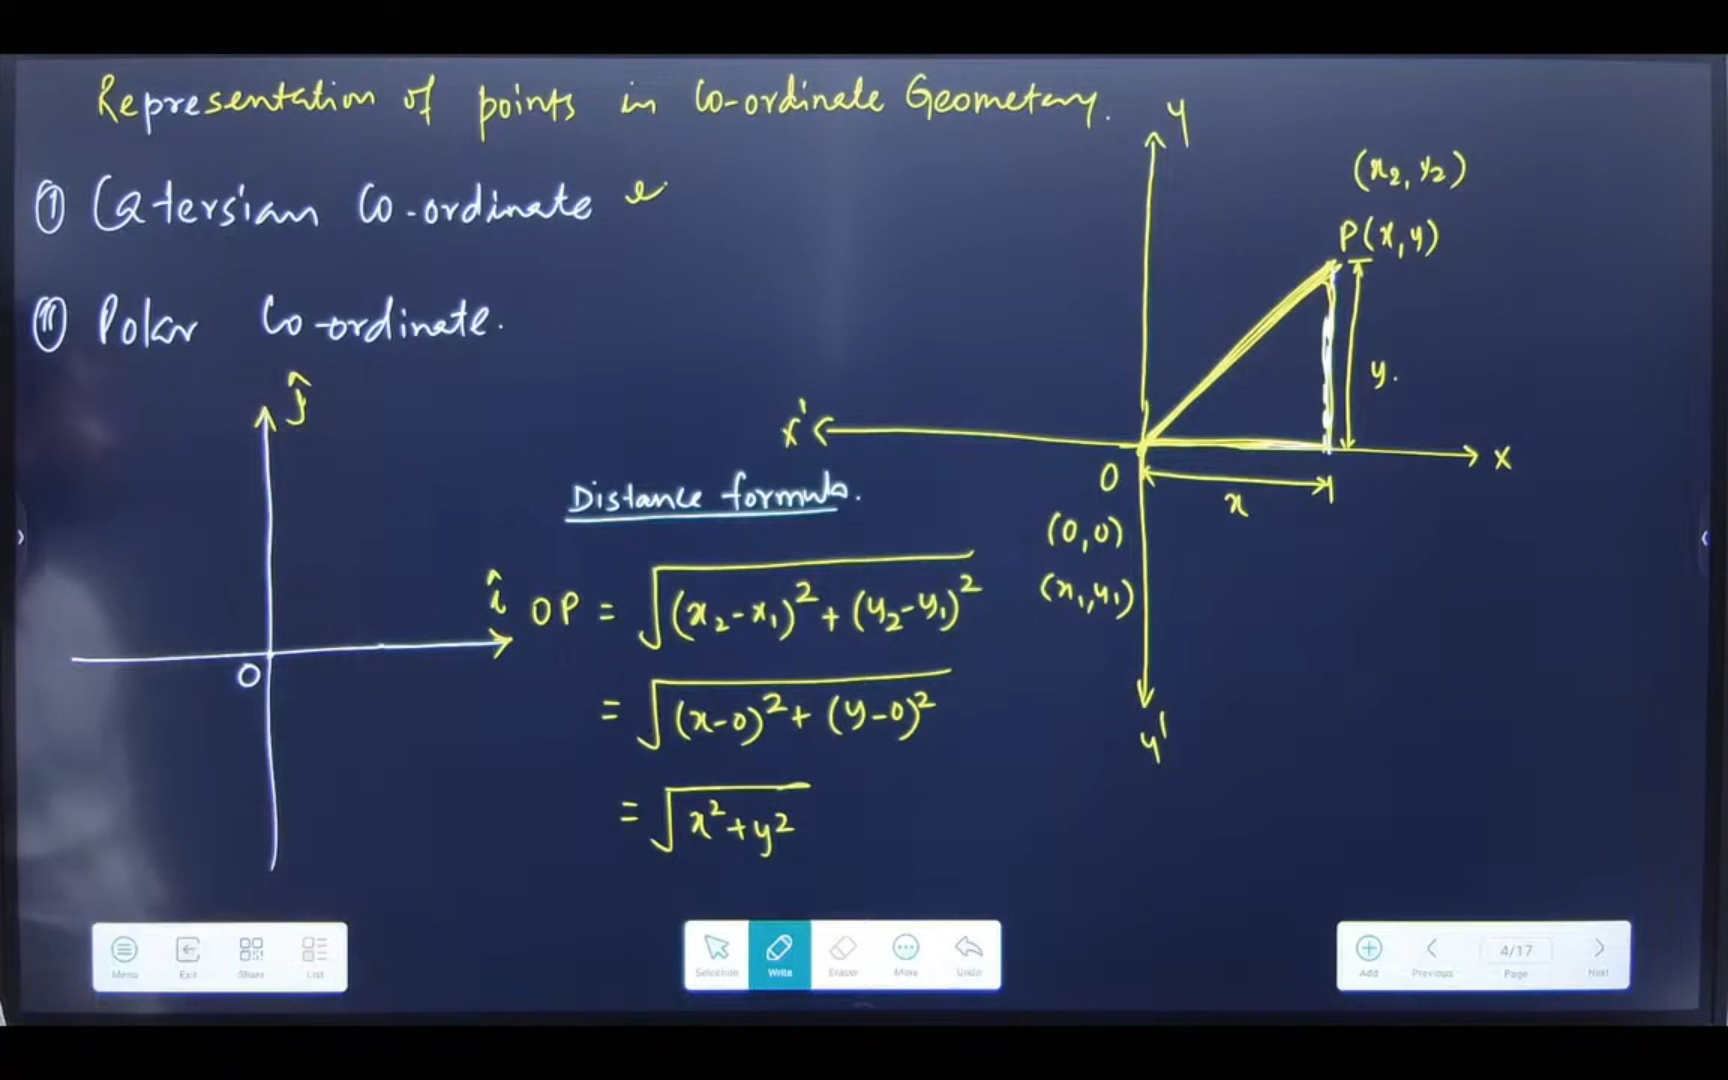 Representation of points in Co-ordinate Geometery.
① Catersian Co-ordinate
② Polar Co-ordinate.
y
(x₂, y₂)
P(x, y)
y.
x'
x
O
x
(0,0)
(x₁, y₁)
y'
ĵ
î
O
Distance formula.
OP = √((x₂-x₁)² + (y₂-y₁)²)
= √((x-0)² + (y-0)²)
= √(x² + y²)
Menu Exit Share List
Selection Write Eraser More Undo
4/17
Add Previous Page Next